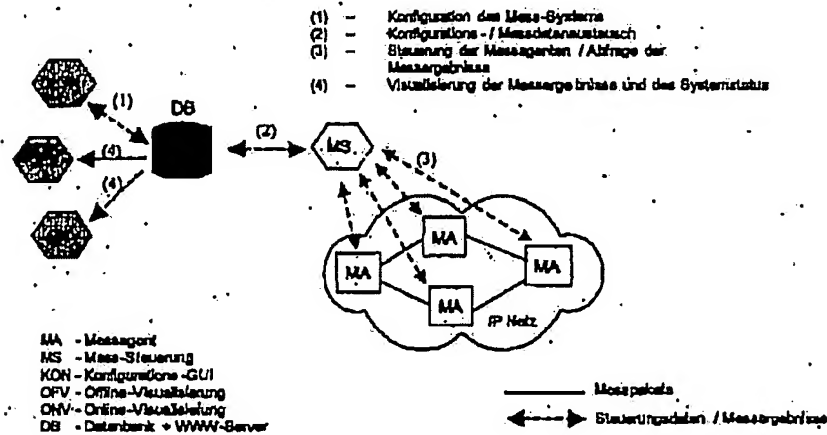 (1) – Konfiguration des Mess-Systems
(2) – Konfigurations- / Messdatenaustausch
(3) – Steuerung der Messagenten / Abfrage der
Messergebnisse
(4) – Visualisierung der Messergebnisse und des Systemstatus
(1)
DB
(2)
MS
(3)
(4)
(4)
MA
MA
MA
MA
IP Netz
MA - Messagent
MS - Mess-Steuerung
KON - Konfigurations-GUI
OFV - Offline-Visualisierung
ONV - Online-Visualisierung
DB - Datenbank + WWW-Server
Messpakete
Steuerungsdaten / Messergebnisse